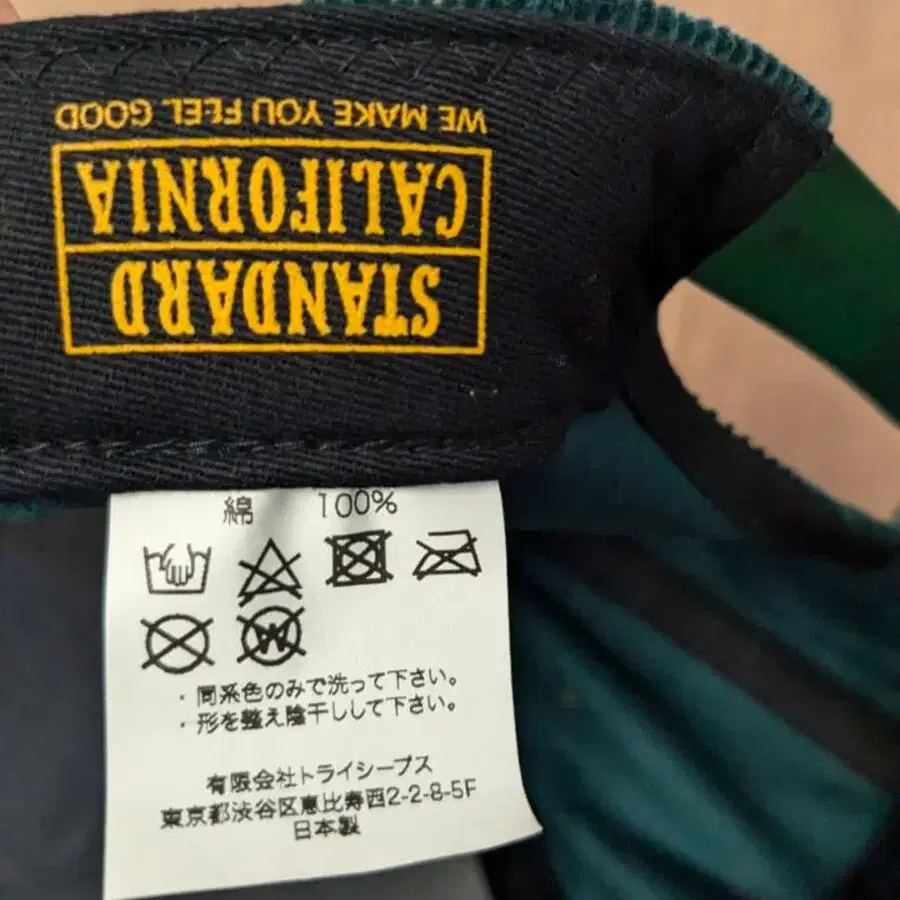 WE MAKE YOU FEEL GOOD
STANDARD
CALIFORNIA
綿 100%
W
・同系色のみで洗って下さい。
・形を整え陰干しして下さい。
有限会社トライシープス
東京都渋谷区恵比寿西2-2-8-5F
日本製